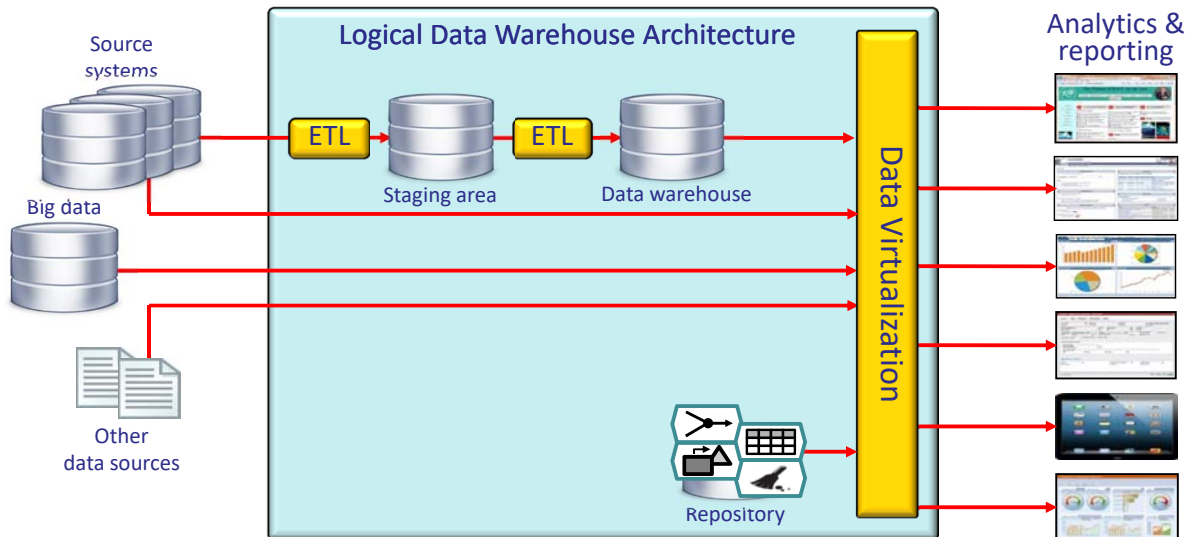 Logical Data Warehouse Architecture
Analytics &
reporting
Source
systems
ETL
ETL
Staging area
Data warehouse
Big data
Data Virtualization
Other
data sources
Repository